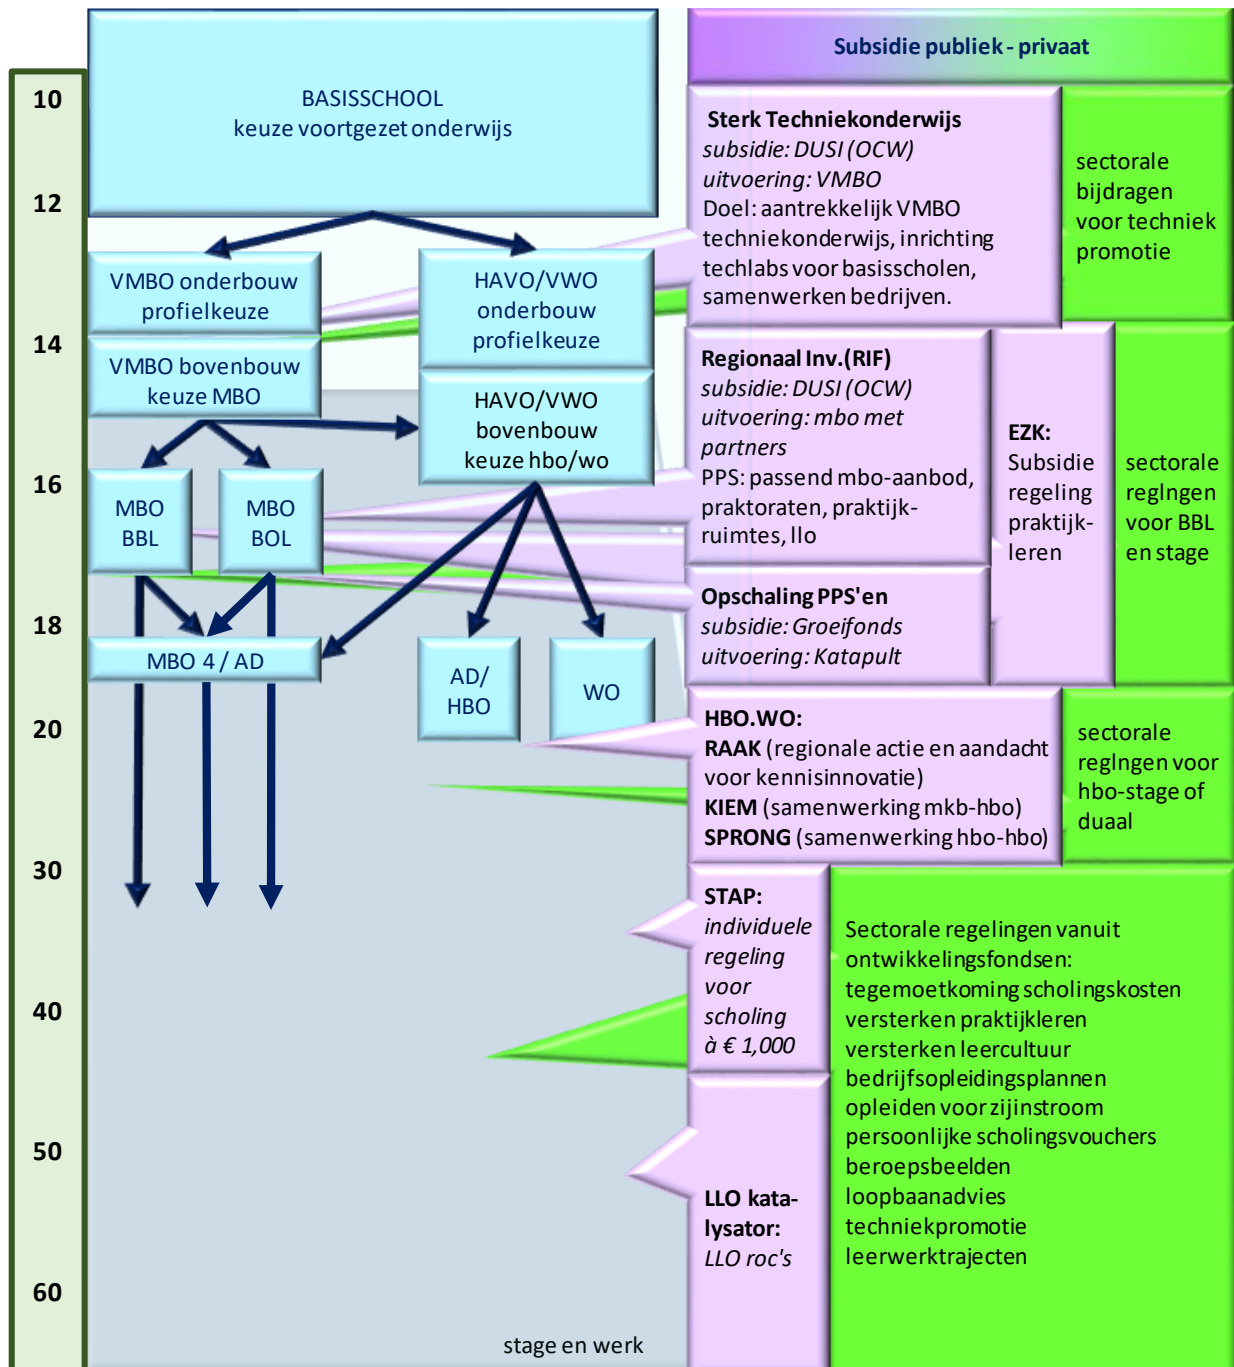 Subsidie publiek - privaat
10
12
14
16
18
20
30
40
50
60
BASISSCHOOL
keuze voortgezet onderwijs
VMBO onderbouw
profielkeuze
HAVO/VWO
onderbouw
profielkeuze
VMBO bovenbouw
keuze MBO
HAVO/VWO
bovenbouw
keuze hbo/wo
MBO
BBL
MBO
BOL
MBO 4 / AD
AD/
HBO
WO
stage en werk
Sterk Techniekonderwijs
subsidie: DUSI (OCW)
uitvoering: VMBO
Doel: aantrekkelijk VMBO
techniekonderwijs, inrichting
techlabs voor basisscholen,
samenwerken bedrijven.
sectorale
bijdragen
voor techniek
promotie
Regionaal Inv.(RIF)
subsidie: DUSI (OCW)
uitvoering: mbo met
partners
PPS: passend mbo-aanbod,
praktoraten, praktijk-
ruimtes, llo
Opschaling PPS'en
subsidie: Groeifonds
uitvoering: Katapult
EZK:
Subsidie
regeling
praktijk-
leren
sectorale
reglngen
voor BBL
en stage
HBO.WO:
RAAK (regionale actie en aandacht
voor kennisinnovatie)
KIEM (samenwerking mkb-hbo)
SPRONG (samenwerking hbo-hbo)
sectorale
reglngen voor
hbo-stage of
duaal
STAP:
individuele
regeling
voor
scholing
à € 1,000
LLO kata-
lysator:
LLO roc's
Sectorale regelingen vanuit
ontwikkelingsfondsen:
tegemoetkoming scholingskosten
versterken praktijkleren
versterken leercultuur
bedrijfsopleidingsplannen
opleiden voor zijinstroom
persoonlijke scholingsvouchers
beroepsbeelden
loopbaanadvies
techniekpromotie
leerwerktrajecten